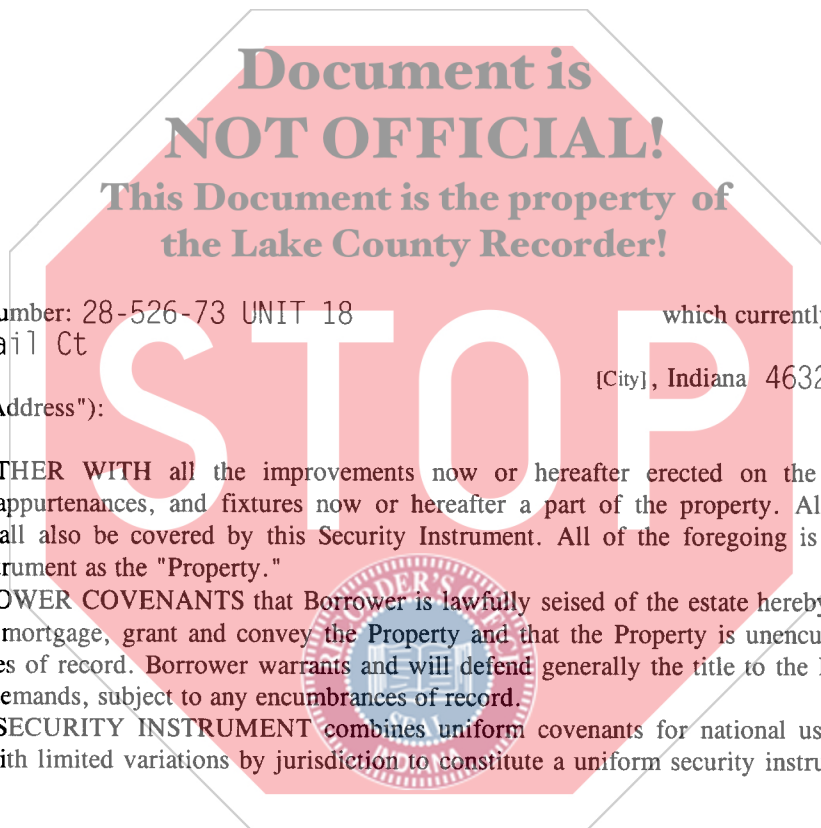 Document is
NOT OFFICIAL!
This Document is the property of
the Lake County Recorder!
STOP
umber: 28-526-73 UNIT 18 which currently
ail Ct
[City], Indiana 4632
Address"):
THER WITH all the improvements now or hereafter erected on the
appurtenances, and fixtures now or hereafter a part of the property. Al
all also be covered by this Security Instrument. All of the foregoing is
trument as the "Property."
OWER COVENANTS that Borrower is lawfully seised of the estate hereby
mortgage, grant and convey the Property and that the Property is unencu
es of record. Borrower warrants and will defend generally the title to the
emands, subject to any encumbrances of record.
SECURITY INSTRUMENT combines uniform covenants for national us
ith limited variations by jurisdiction to constitute a uniform security instru
RECORDER'S OFFICE
SEAL
INDIANA